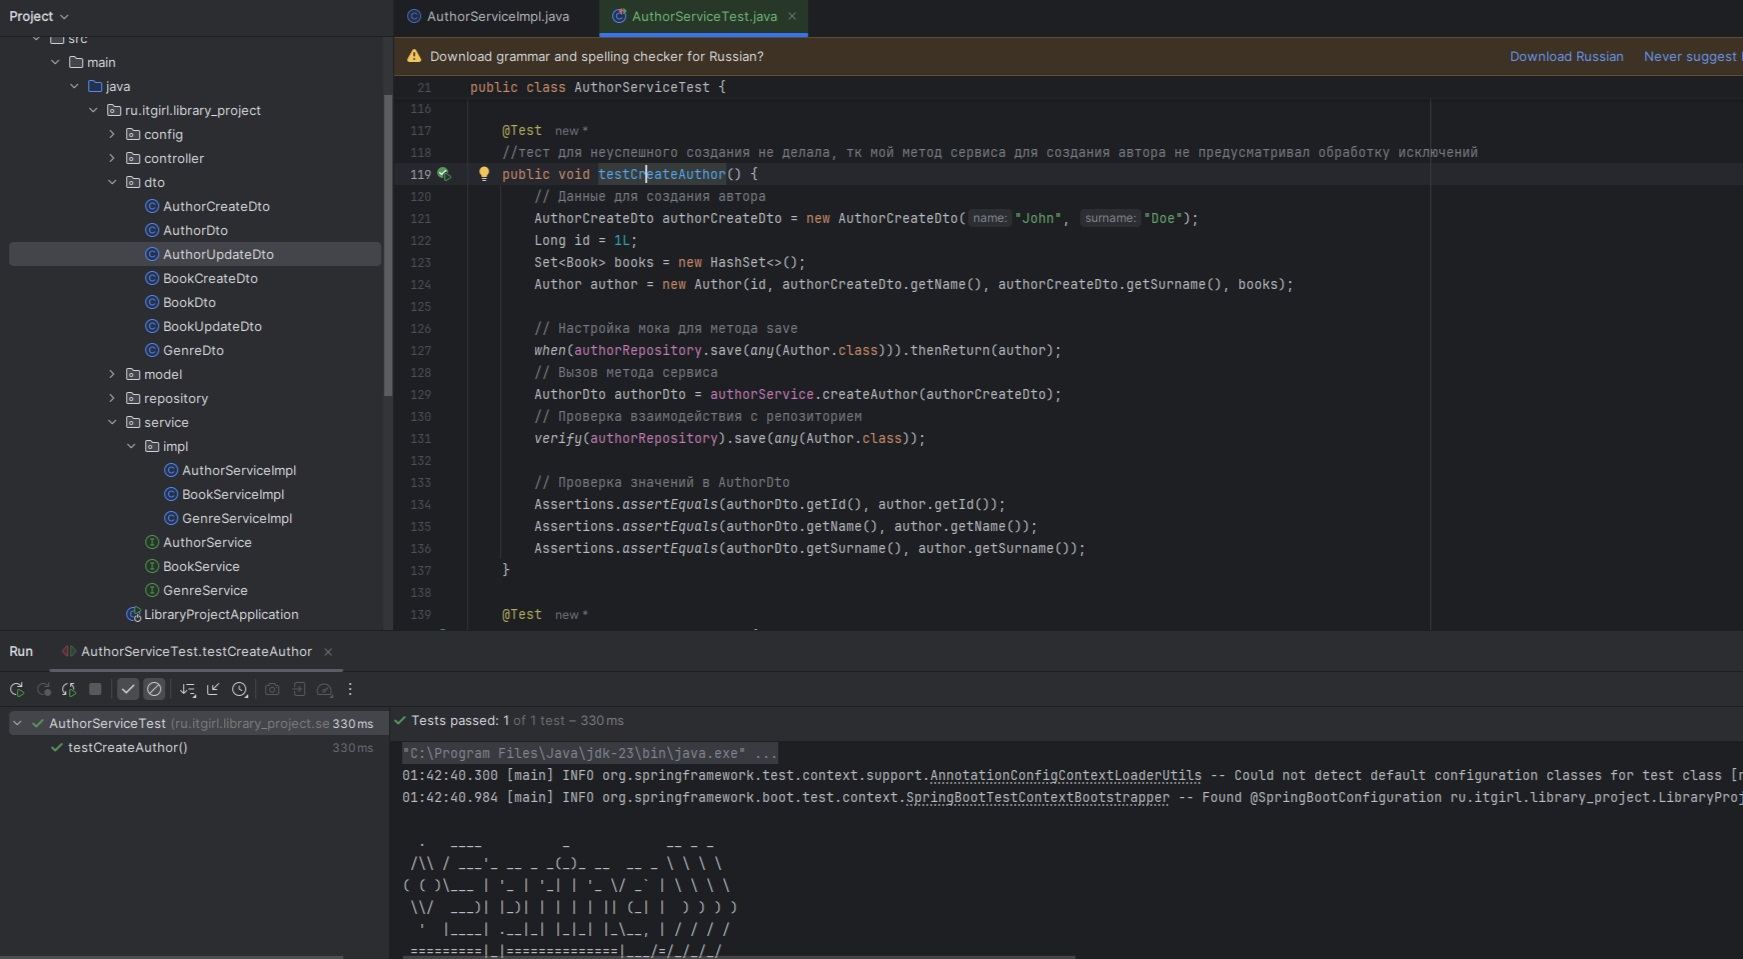 Project
AuthorServiceImpl.java
AuthorServiceTest.java
Download grammar and spelling checker for Russian?
Download Russian
Never suggest
src
main
java
ru.itgirl.library_project
config
controller
dto
AuthorCreateDto
AuthorDto
AuthorUpdateDto
BookCreateDto
BookDto
BookUpdateDto
GenreDto
model
repository
service
impl
AuthorServiceImpl
BookServiceImpl
GenreServiceImpl
AuthorService
BookService
GenreService
LibraryProjectApplication
21 public class AuthorServiceTest {
116
117 @Test new *
118 //тест для неуспешного создания не делала, тк мой метод сервиса для создания автора не предусматривал обработку исключений
119 public void testCreateAuthor() {
120 // Данные для создания автора
121 AuthorCreateDto authorCreateDto = new AuthorCreateDto( name: "John", surname: "Doe");
122 Long id = 1L;
123 Set<Book> books = new HashSet<>();
124 Author author = new Author(id, authorCreateDto.getName(), authorCreateDto.getSurname(), books);
125
126 // Настройка мока для метода save
127 when(authorRepository.save(any(Author.class))).thenReturn(author);
128 // Вызов метода сервиса
129 AuthorDto authorDto = authorService.createAuthor(authorCreateDto);
130 // Проверка взаимодействия с репозиторием
131 verify(authorRepository).save(any(Author.class));
132
133 // Проверка значений в AuthorDto
134 Assertions.assertEquals(authorDto.getId(), author.getId());
135 Assertions.assertEquals(authorDto.getName(), author.getName());
136 Assertions.assertEquals(authorDto.getSurname(), author.getSurname());
137 }
138
139 @Test new *
Run AuthorServiceTest.testCreateAuthor
AuthorServiceTest (ru.itgirl.library_project.se 330 ms
testCreateAuthor() 330 ms
Tests passed: 1 of 1 test – 330 ms
"C:\Program Files\Java\jdk-23\bin\java.exe" ...
01:42:40.300 [main] INFO org.springframework.test.context.support.AnnotationConfigContextLoaderUtils -- Could not detect default configuration classes for test class [r
01:42:40.984 [main] INFO org.springframework.boot.test.context.SpringBootTestContextBootstrapper -- Found @SpringBootConfiguration ru.itgirl.library_project.LibraryProj
  .   ____          _            __ _ _
 /\\ / ___'_ __ _ _(_)_ __  __ _ \ \ \ \
( ( )\___ | '_ | '_| | '_ \/ _` | \ \ \ \
 \\/  ___)| |_)| | | | | || (_| |  ) ) ) )
  '  |____| .__|_| |_|_| |_\__, | / / / /
 =========|_|==============|___/=/_/_/_/